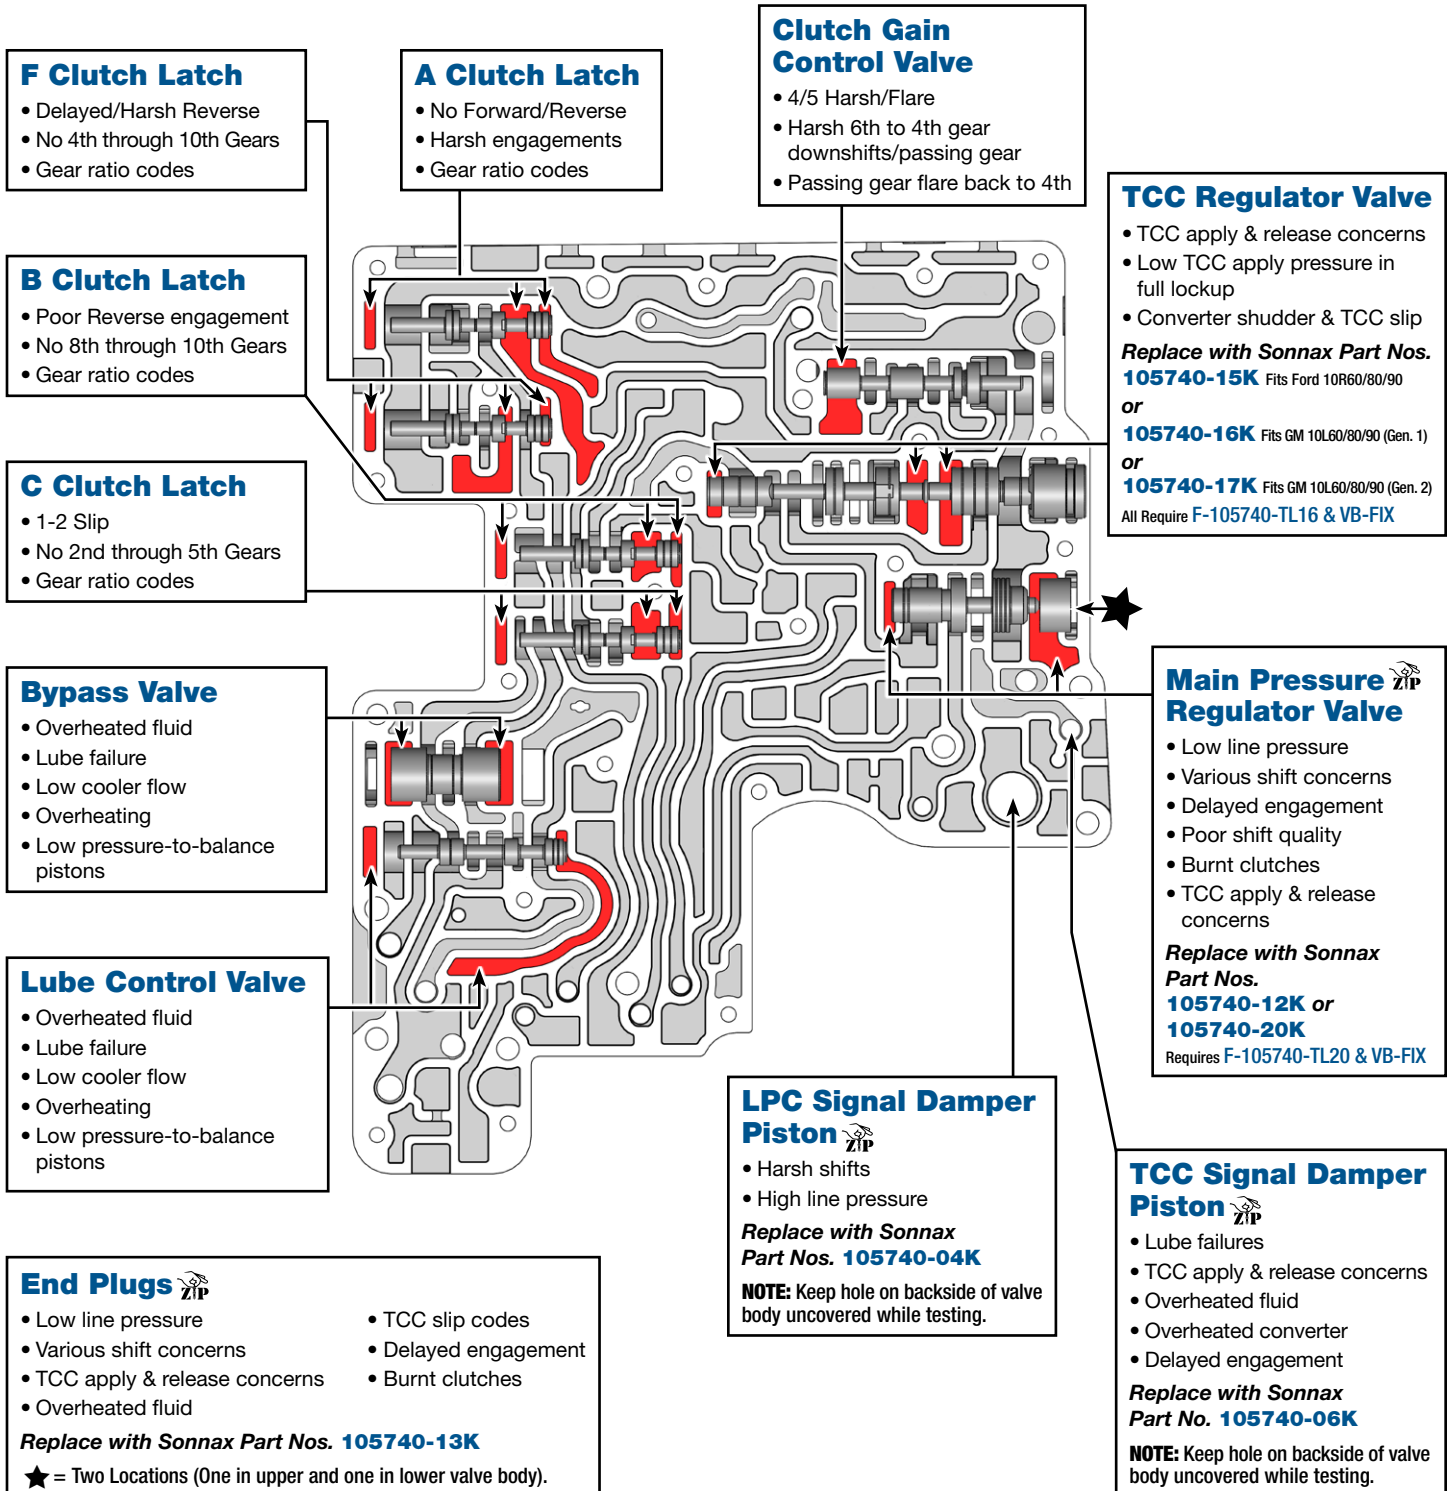 F Clutch Latch
• Delayed/Harsh Reverse
• No 4th through 10th Gears
• Gear ratio codes
A Clutch Latch
• No Forward/Reverse
• Harsh engagements
• Gear ratio codes
Clutch Gain
Control Valve
• 4/5 Harsh/Flare
• Harsh 6th to 4th gear
downshifts/passing gear
• Passing gear flare back to 4th
TCC Regulator Valve
• TCC apply & release concerns
• Low TCC apply pressure in
full lockup
• Converter shudder & TCC slip
Replace with Sonnax Part Nos.
105740-15K Fits Ford 10R60/80/90
or
105740-16K Fits GM 10L60/80/90 (Gen. 1)
or
105740-17K Fits GM 10L60/80/90 (Gen. 2)
All Require F-105740-TL16 & VB-FIX
B Clutch Latch
• Poor Reverse engagement
• No 8th through 10th Gears
• Gear ratio codes
C Clutch Latch
• 1-2 Slip
• No 2nd through 5th Gears
• Gear ratio codes
Bypass Valve
• Overheated fluid
• Lube failure
• Low cooler flow
• Overheating
• Low pressure-to-balance
pistons
Main Pressure ZIP
Regulator Valve
• Low line pressure
• Various shift concerns
• Delayed engagement
• Poor shift quality
• Burnt clutches
• TCC apply & release
concerns
Replace with Sonnax
Part Nos.
105740-12K or
105740-20K
Requires F-105740-TL20 & VB-FIX
Lube Control Valve
• Overheated fluid
• Lube failure
• Low cooler flow
• Overheating
• Low pressure-to-balance
pistons
LPC Signal Damper
Piston ZIP
• Harsh shifts
• High line pressure
Replace with Sonnax
Part Nos. 105740-04K
NOTE: Keep hole on backside of valve
body uncovered while testing.
TCC Signal Damper
Piston ZIP
• Lube failures
• TCC apply & release concerns
• Overheated fluid
• Overheated converter
• Delayed engagement
Replace with Sonnax
Part No. 105740-06K
NOTE: Keep hole on backside of valve
body uncovered while testing.
End Plugs ZIP
• Low line pressure
• Various shift concerns
• TCC apply & release concerns
• Overheated fluid
• TCC slip codes
• Delayed engagement
• Burnt clutches
Replace with Sonnax Part Nos. 105740-13K
★ = Two Locations (One in upper and one in lower valve body).